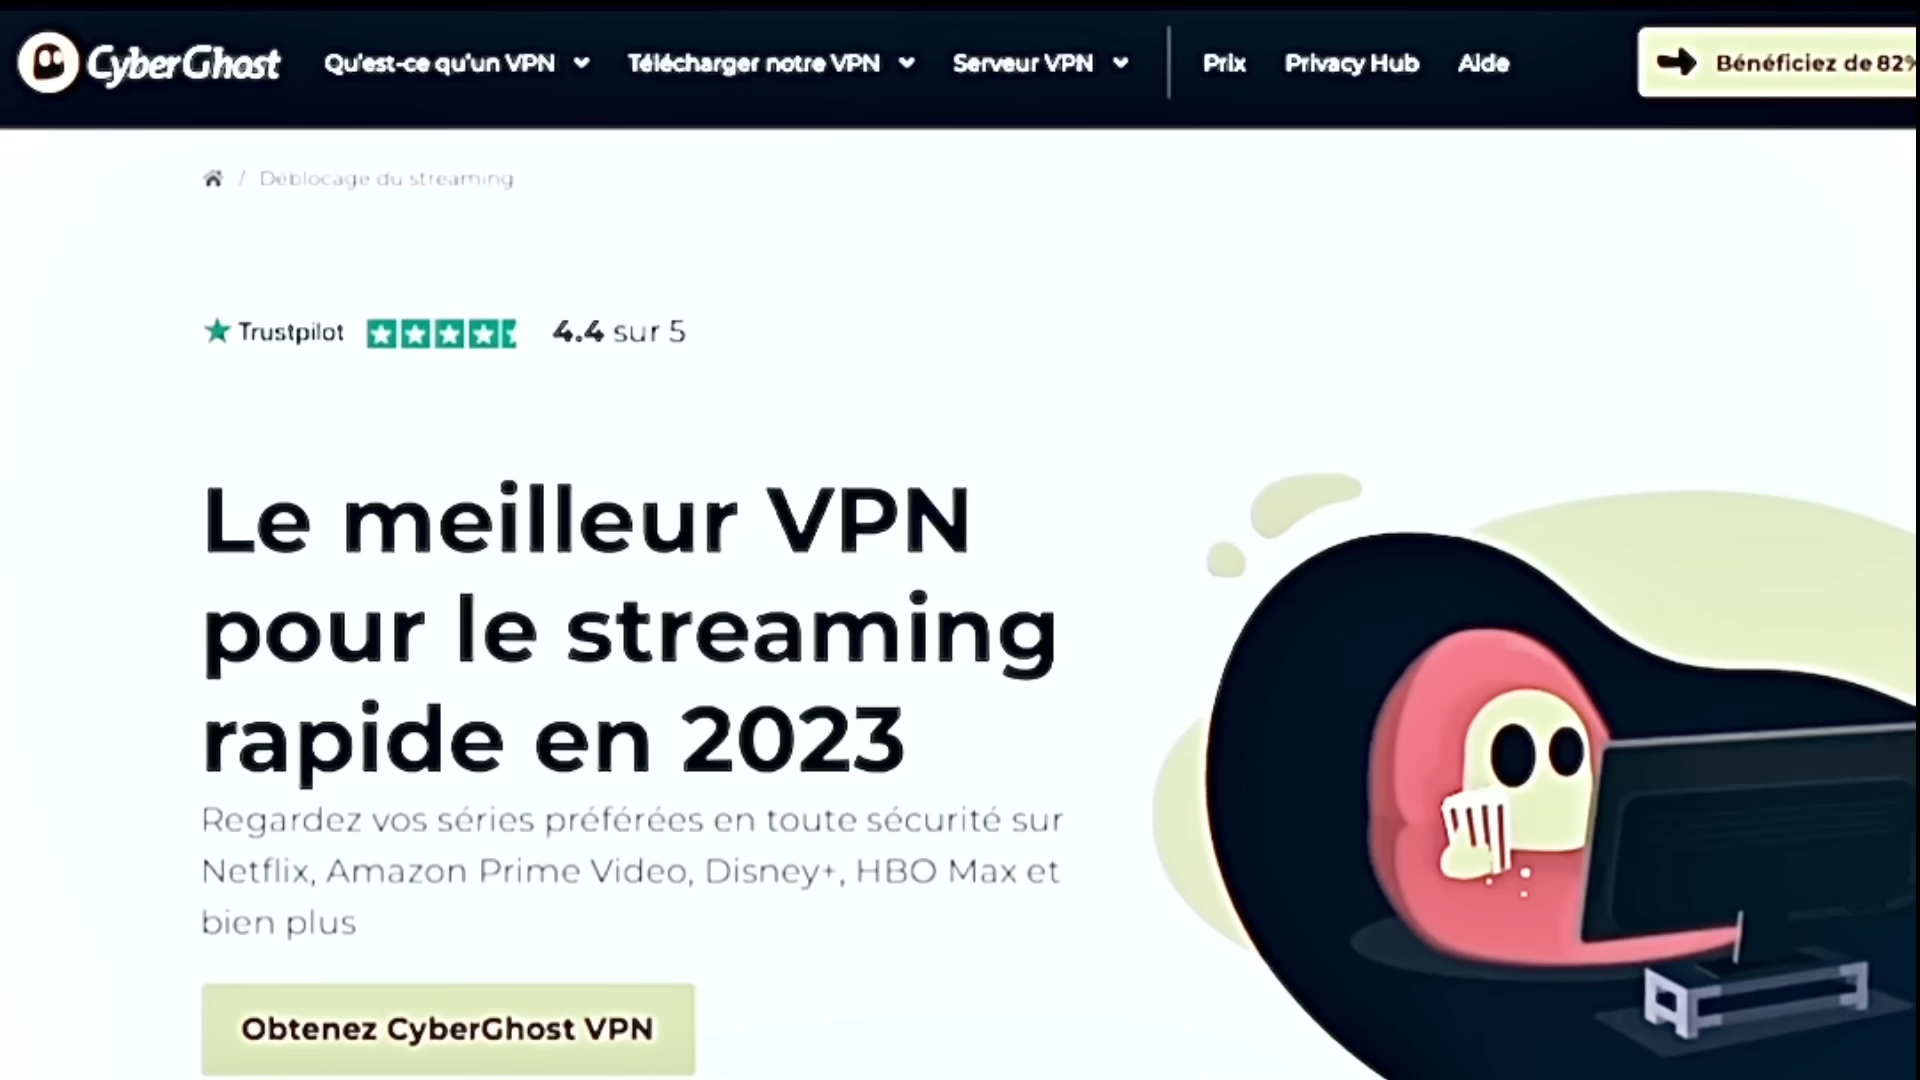 CyberGhost Qu'est-ce qu'un VPN Télécharger notre VPN Serveur VPN Prix Privacy Hub Aide Bénéficiez de 82%
/ Déblocage du streaming
Trustpilot 4.4 sur 5
Le meilleur VPN
pour le streaming
rapide en 2023
Regardez vos séries préférées en toute sécurité sur
Netflix, Amazon Prime Video, Disney+, HBO Max et
bien plus
Obtenez CyberGhost VPN